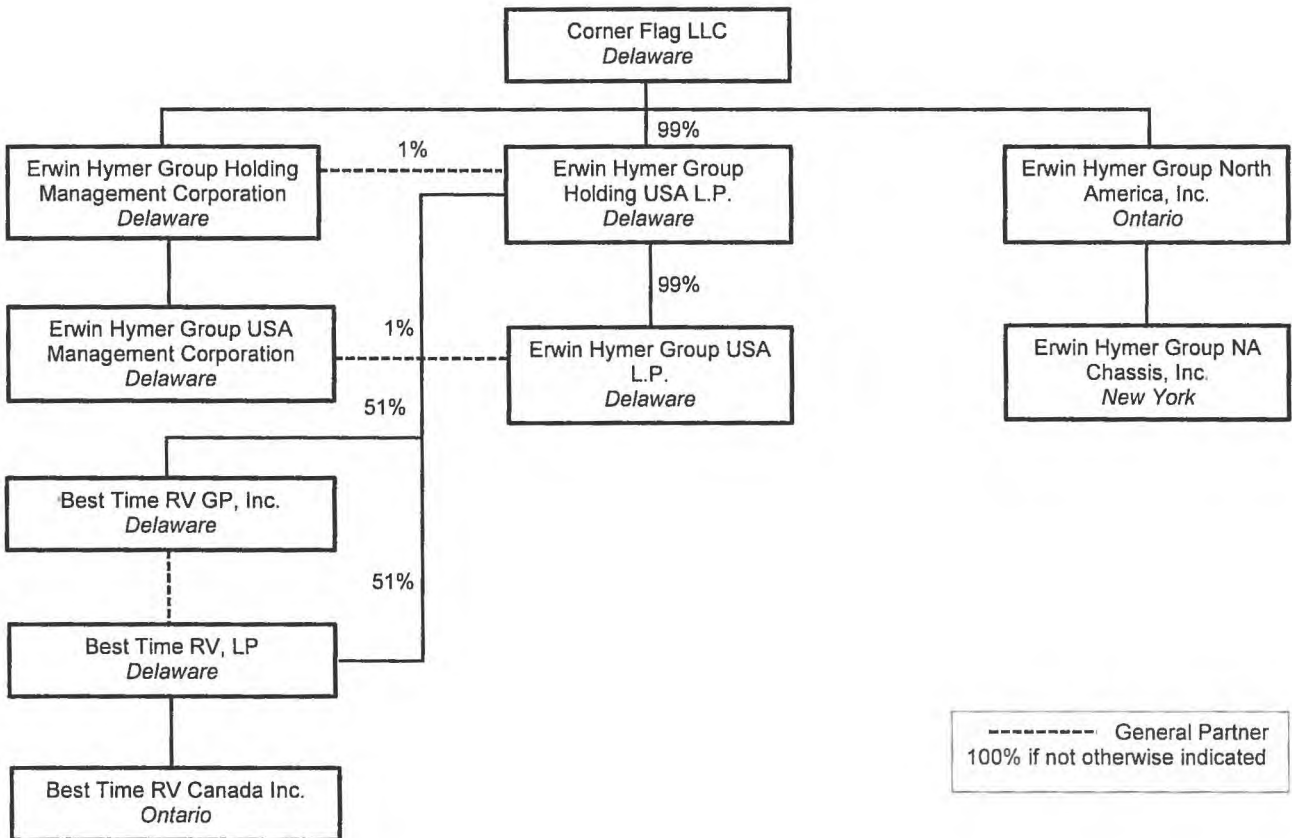 Corner Flag LLC
Delaware
99%
1%
Erwin Hymer Group Holding
Management Corporation
Delaware
Erwin Hymer Group
Holding USA L.P.
Delaware
Erwin Hymer Group North
America, Inc.
Ontario
99%
Erwin Hymer Group USA
Management Corporation
Delaware
1%
Erwin Hymer Group USA
L.P.
Delaware
Erwin Hymer Group NA
Chassis, Inc.
New York
51%
Best Time RV GP, Inc.
Delaware
51%
Best Time RV, LP
Delaware
Best Time RV Canada Inc.
Ontario
General Partner
100% if not otherwise indicated